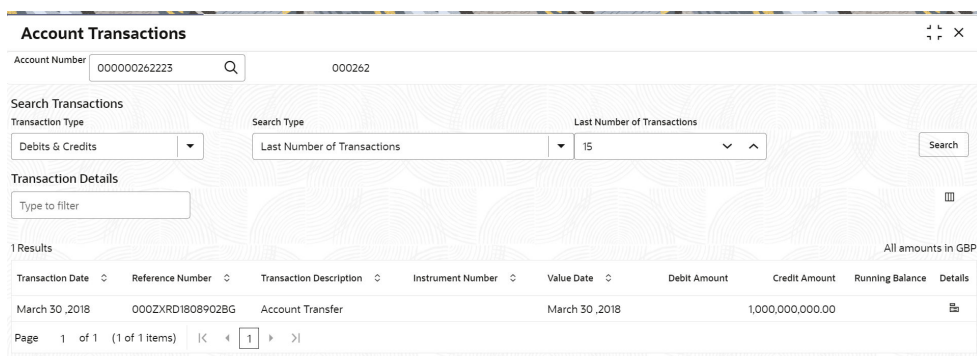 Account Transactions
Account Number 000000262223 000262
Search Transactions
Transaction Type Search Type Last Number of Transactions
Debits & Credits Last Number of Transactions 15 Search
Transaction Details
Type to filter
1 Results All amounts in GBP
Transaction Date Reference Number Transaction Description Instrument Number Value Date Debit Amount Credit Amount Running Balance Details
March 30 ,2018 000ZXRD1808902BG Account Transfer March 30 ,2018 1,000,000,000.00
Page 1 of 1 (1 of 1 items) 1